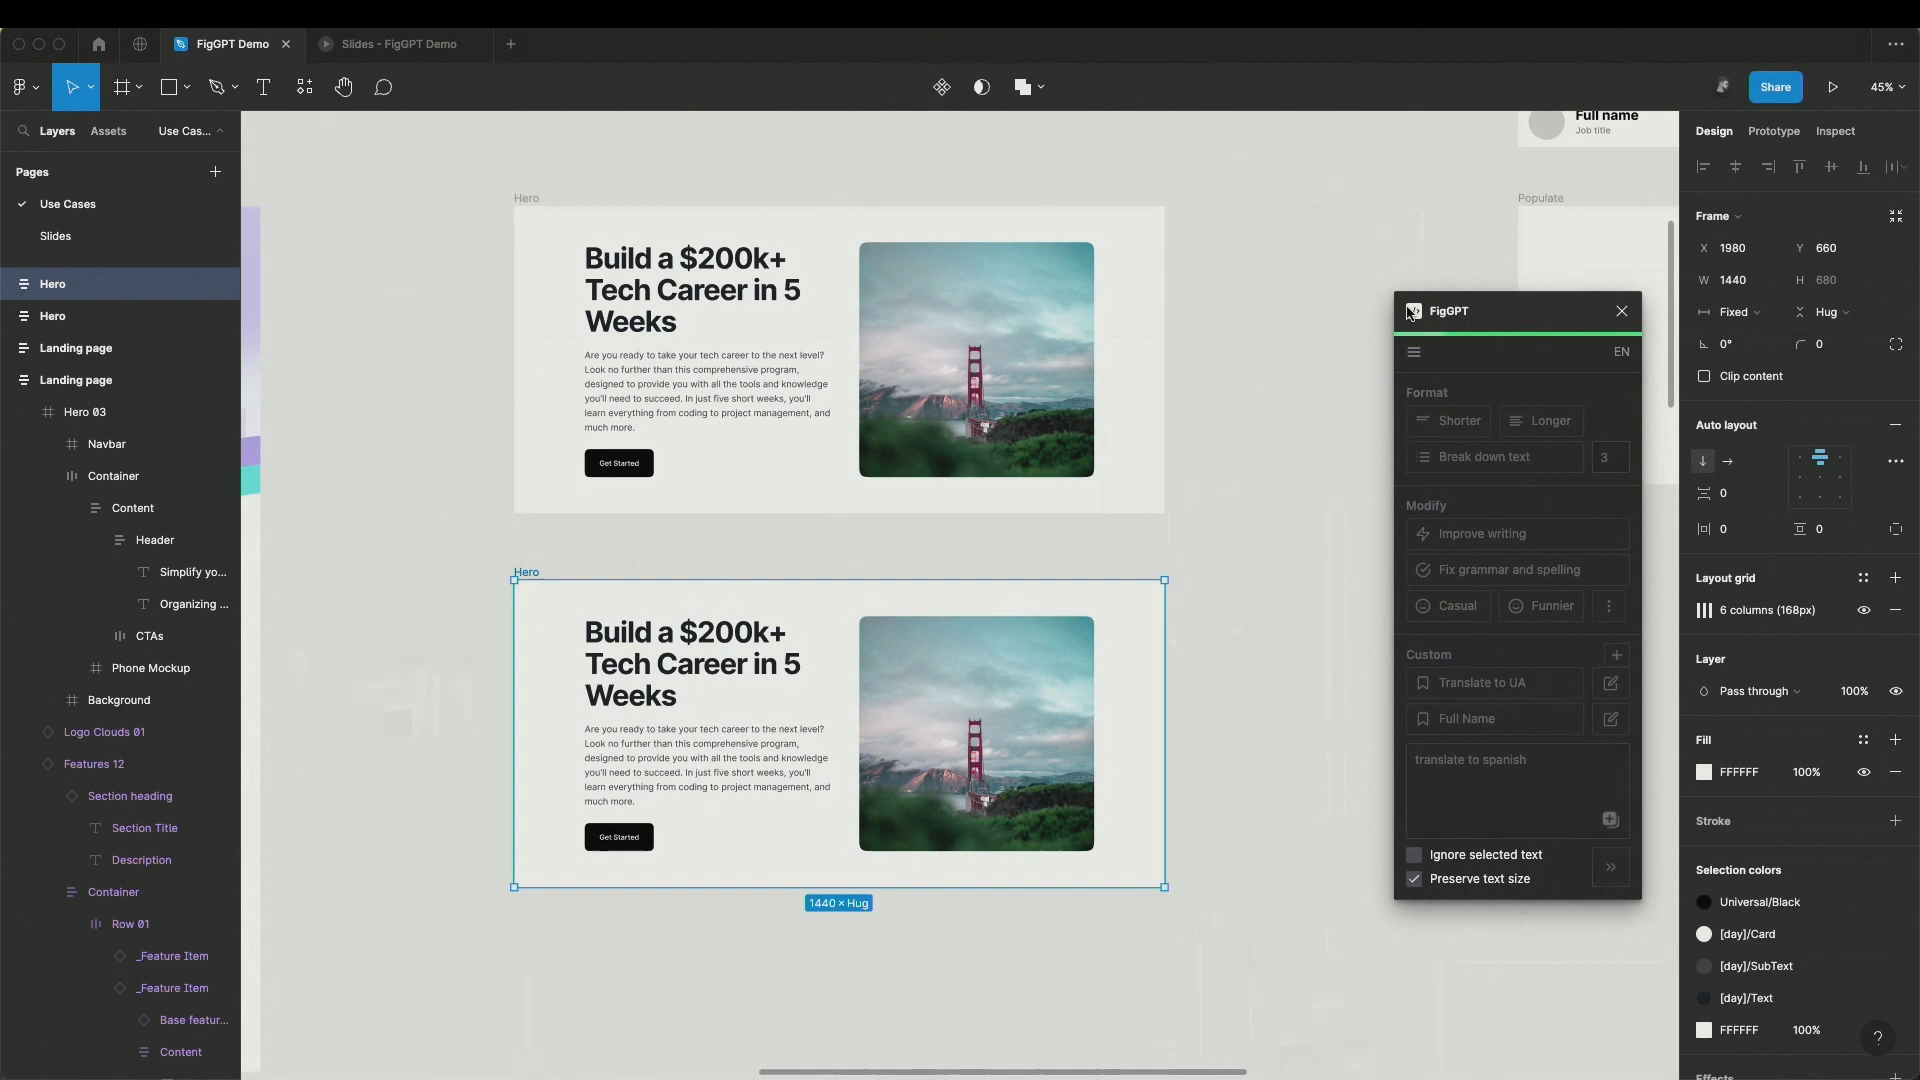 FigGPT Demo
Slides - FigGPT Demo
Share
45%
Layers
Assets
Use Cas...
Pages
Use Cases
Slides
Hero
Hero
Landing page
Landing page
Hero 03
Navbar
Container
Content
Header
Simplify yo...
Organizing ...
CTAs
Phone Mockup
Background
Logo Clouds 01
Features 12
Section heading
Section Title
Description
Container
Row 01
_Feature Item
_Feature Item
Base featur...
Content
Full name
Job title
Hero
Populate
Build a $200k+
Tech Career in 5
Weeks
Are you ready to take your tech career to the next level?
Look no further than this comprehensive program,
designed to provide you with all the tools and knowledge
you'll need to succeed. In just five short weeks, you'll
learn everything from coding to project management, and
much more.
Get Started
Hero
Build a $200k+
Tech Career in 5
Weeks
Are you ready to take your tech career to the next level?
Look no further than this comprehensive program,
designed to provide you with all the tools and knowledge
you'll need to succeed. In just five short weeks, you'll
learn everything from coding to project management, and
much more.
Get Started
1440 × Hug
FigGPT
EN
Format
Shorter
Longer
Break down text
3
Modify
Improve writing
Fix grammar and spelling
Casual
Funnier
Custom
Translate to UA
Full Name
translate to spanish
Ignore selected text
Preserve text size
Design
Prototype
Inspect
Frame
X 1980
Y 660
W 1440
H 680
Fixed
Hug
0°
0
Clip content
Auto layout
0
0
0
Layout grid
6 columns (168px)
Layer
Pass through
100%
Fill
FFFFFF
100%
Stroke
Selection colors
Universal/Black
[day]/Card
[day]/SubText
[day]/Text
FFFFFF
100%
?
Effects